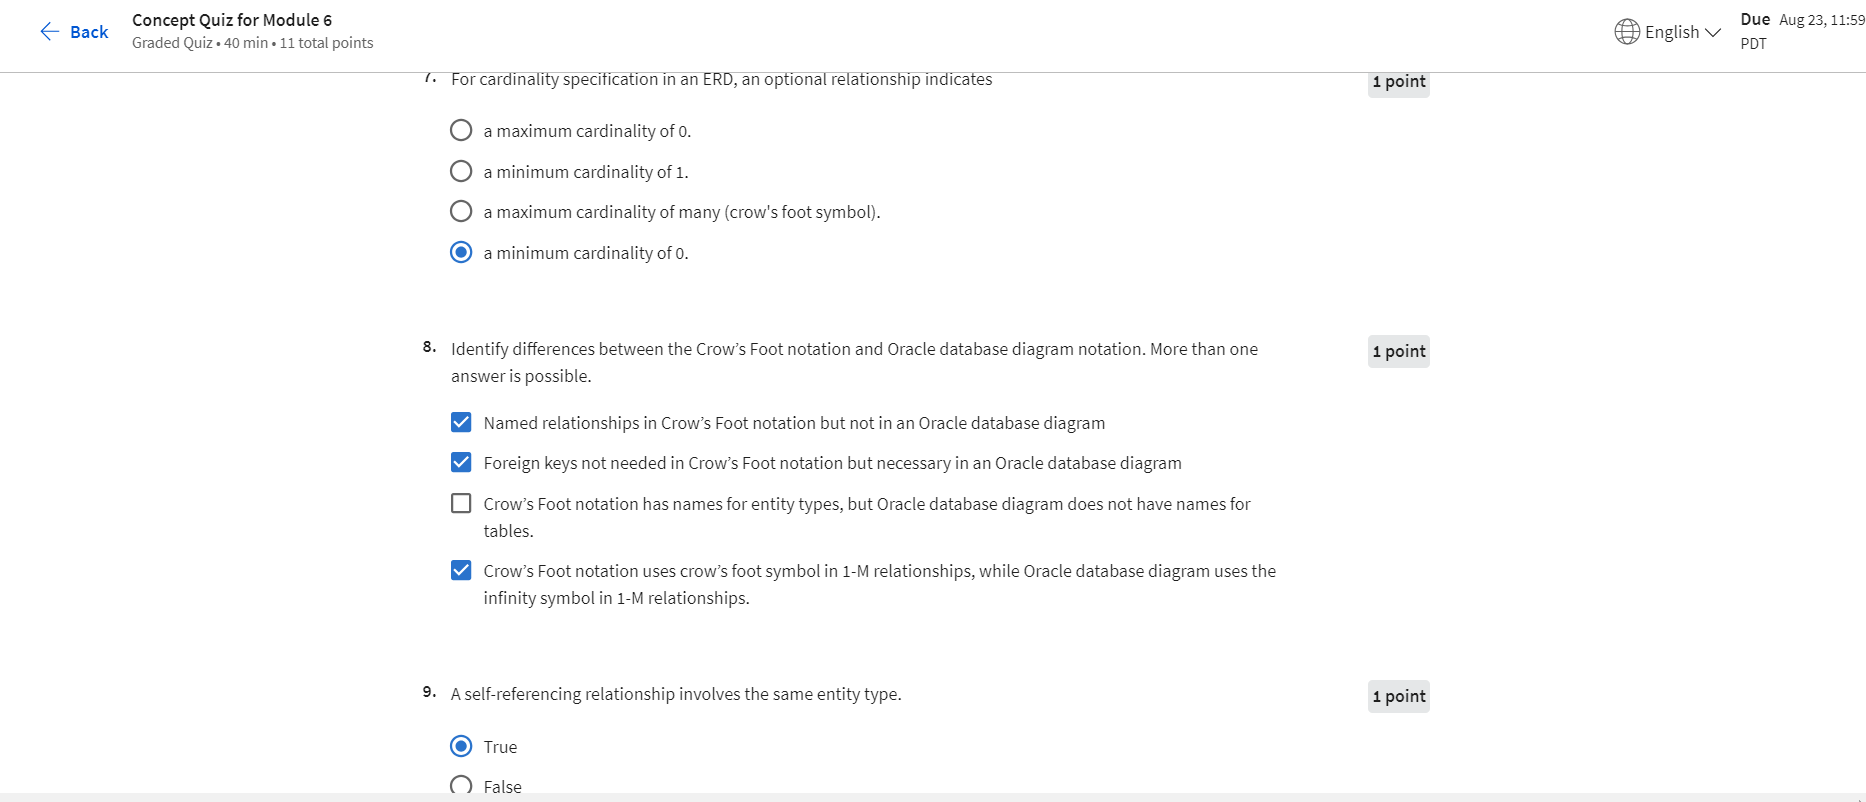 Back
Concept Quiz for Module 6
Graded Quiz • 40 min • 11 total points
English
Due Aug 23, 11:59
PDT
7. For cardinality specification in an ERD, an optional relationship indicates
1 point
a maximum cardinality of 0.
a minimum cardinality of 1.
a maximum cardinality of many (crow's foot symbol).
a minimum cardinality of 0.
8. Identify differences between the Crow’s Foot notation and Oracle database diagram notation. More than one
answer is possible.
1 point
Named relationships in Crow’s Foot notation but not in an Oracle database diagram
Foreign keys not needed in Crow’s Foot notation but necessary in an Oracle database diagram
Crow’s Foot notation has names for entity types, but Oracle database diagram does not have names for
tables.
Crow’s Foot notation uses crow’s foot symbol in 1-M relationships, while Oracle database diagram uses the
infinity symbol in 1-M relationships.
9. A self-referencing relationship involves the same entity type.
1 point
True
False